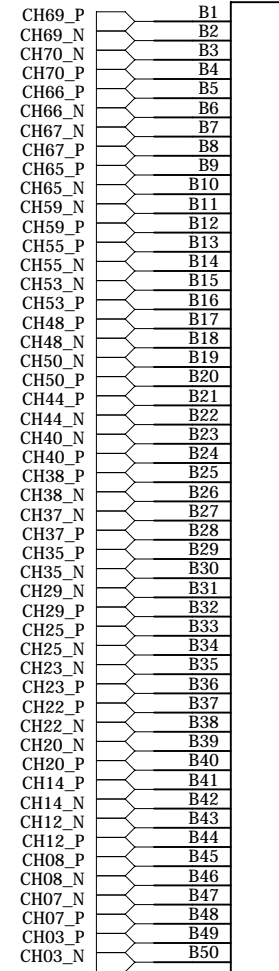 CH69_P B1
CH69_N B2
CH70_N B3
CH70_P B4
CH66_P B5
CH66_N B6
CH67_N B7
CH67_P B8
CH65_P B9
CH65_N B10
CH59_N B11
CH59_P B12
CH55_P B13
CH55_N B14
CH53_N B15
CH53_P B16
CH48_P B17
CH48_N B18
CH50_N B19
CH50_P B20
CH44_P B21
CH44_N B22
CH40_N B23
CH40_P B24
CH38_P B25
CH38_N B26
CH37_N B27
CH37_P B28
CH35_P B29
CH35_N B30
CH29_N B31
CH29_P B32
CH25_P B33
CH25_N B34
CH23_N B35
CH23_P B36
CH22_P B37
CH22_N B38
CH20_N B39
CH20_P B40
CH14_P B41
CH14_N B42
CH12_N B43
CH12_P B44
CH08_P B45
CH08_N B46
CH07_N B47
CH07_P B48
CH03_P B49
CH03_N B50